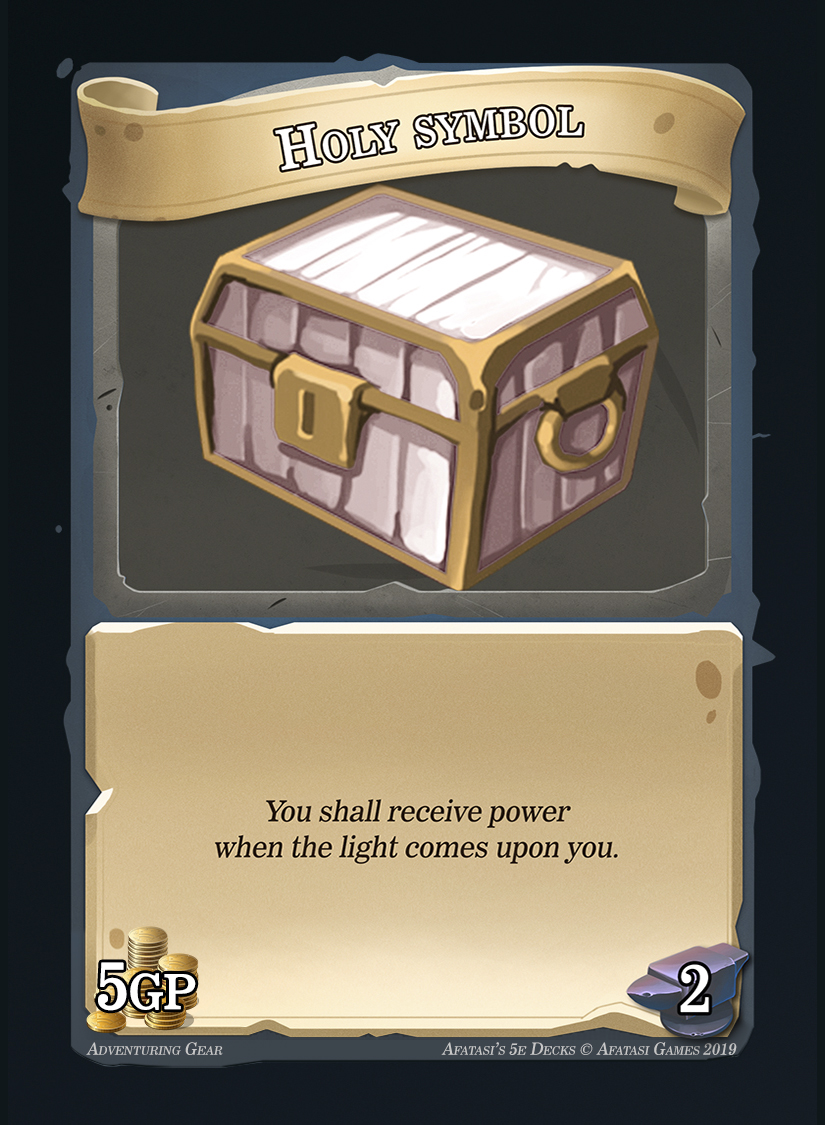 Holy symbol
You shall receive power
when the light comes upon you.
5GP
2
Adventuring Gear
Afatasi's 5e Decks © Afatasi Games 2019